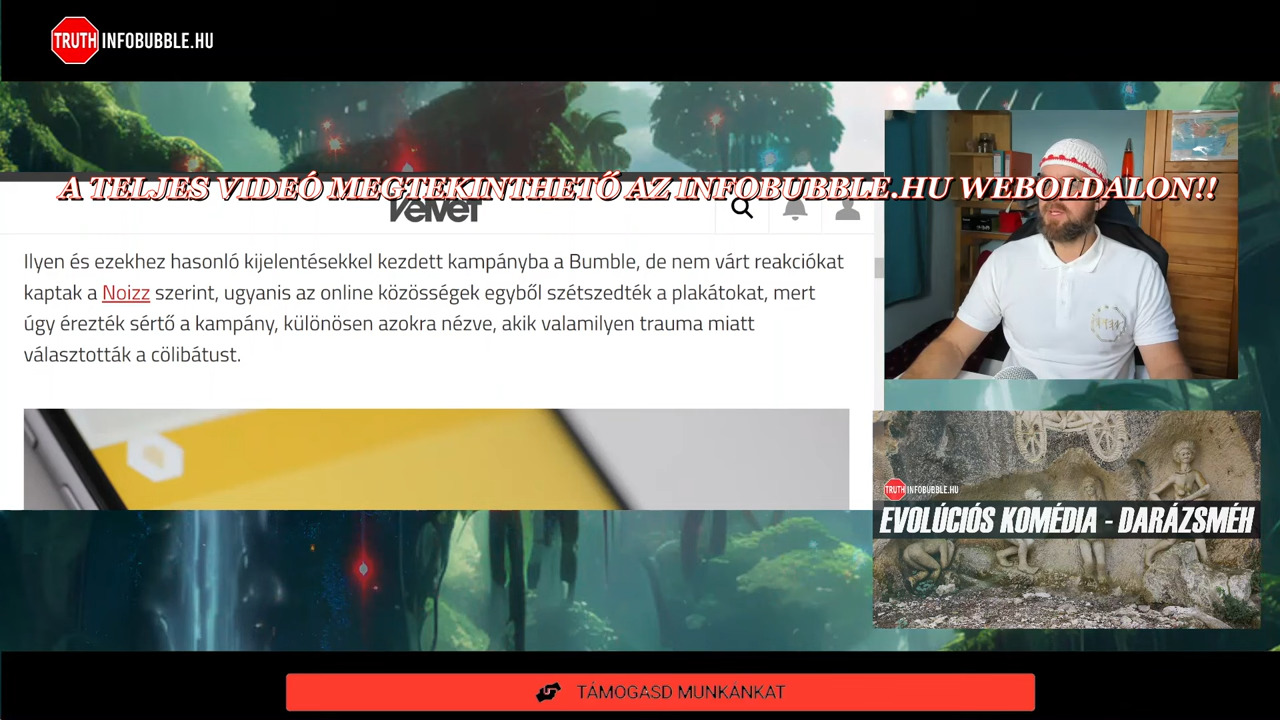 TRUTH INFOBUBBLE.HU
A TELJES VIDEÓ MEGTEKINTHETŐ AZ INFOBUBBLE.HU WEBOLDALON!!
Velvet
Ilyen és ezekhez hasonló kijelentésekkel kezdett kampányba a Bumble, de nem várt reakciókat
kaptak a Noizz szerint, ugyanis az online közösségek egyből szétszedték a plakátokat, mert
úgy érezték sértő a kampány, különösen azokra nézve, akik valamilyen trauma miatt
választották a cölibátust.
TRUTH INFOBUBBLE.HU
EVOLÚCIÓS KOMÉDIA - DARÁZSMÉH
TÁMOGASD MUNKÁNKAT